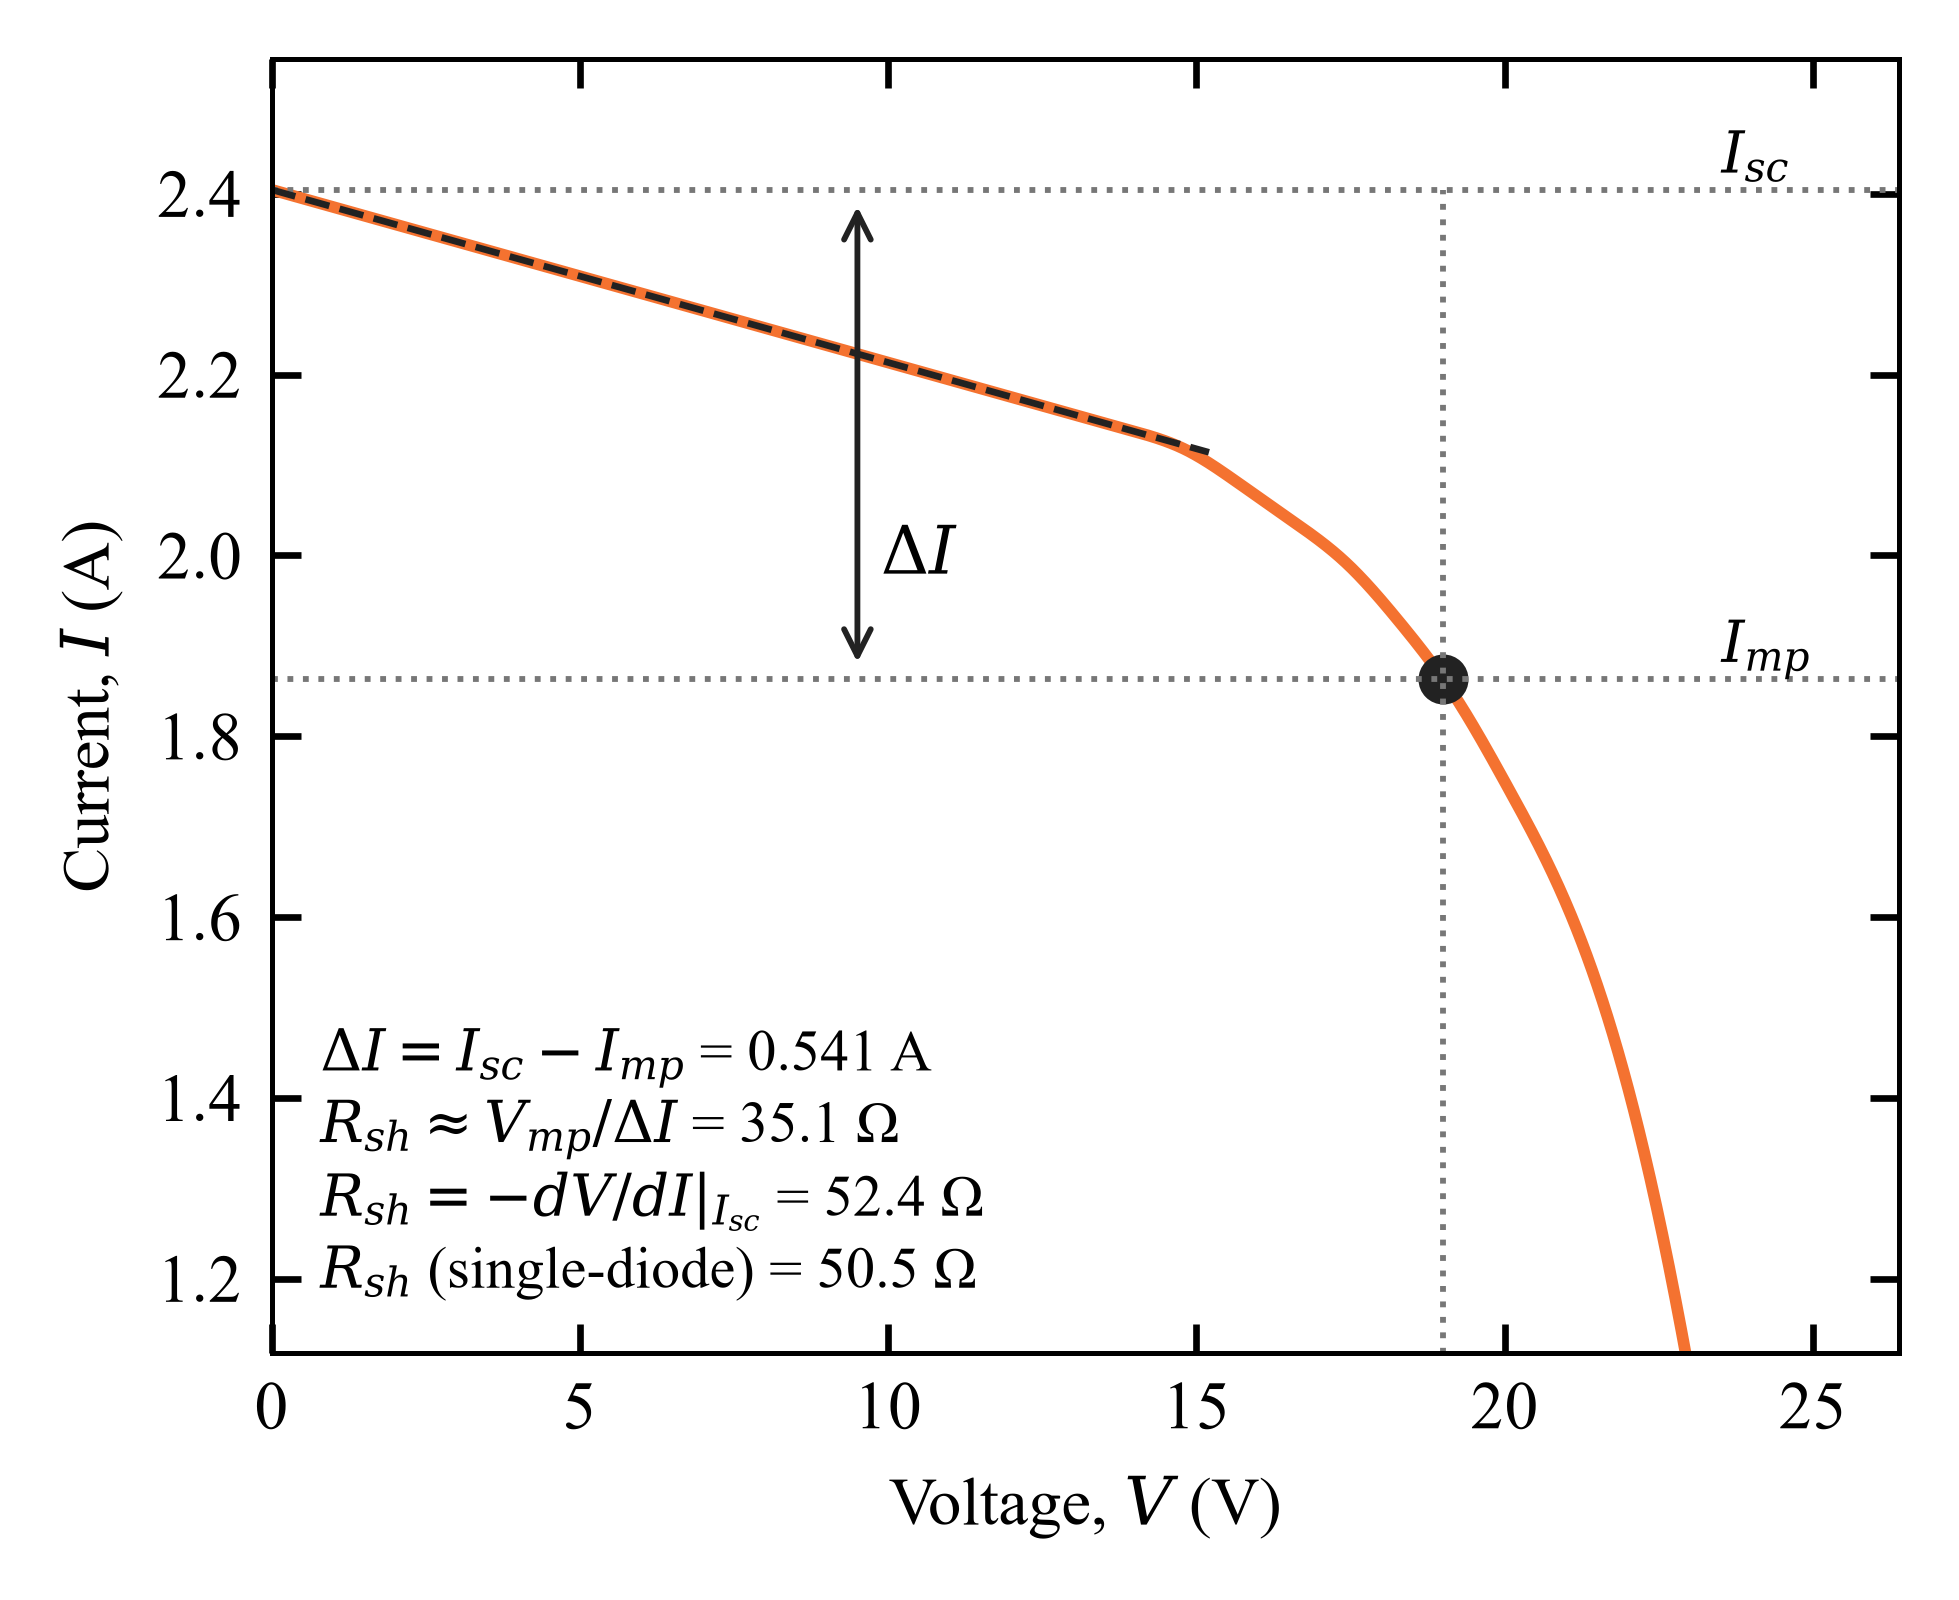 I_sc
2.4
2.2
2.0
ΔI
I_mp
1.8
1.6
1.4
1.2
Current, I (A)
ΔI = I_sc − I_mp = 0.541 A
R_sh ≈ V_mp/ΔI = 35.1 Ω
R_sh = −dV/dI|_{I_sc} = 52.4 Ω
R_sh (single-diode) = 50.5 Ω
0 5 10 15 20 25
Voltage, V (V)